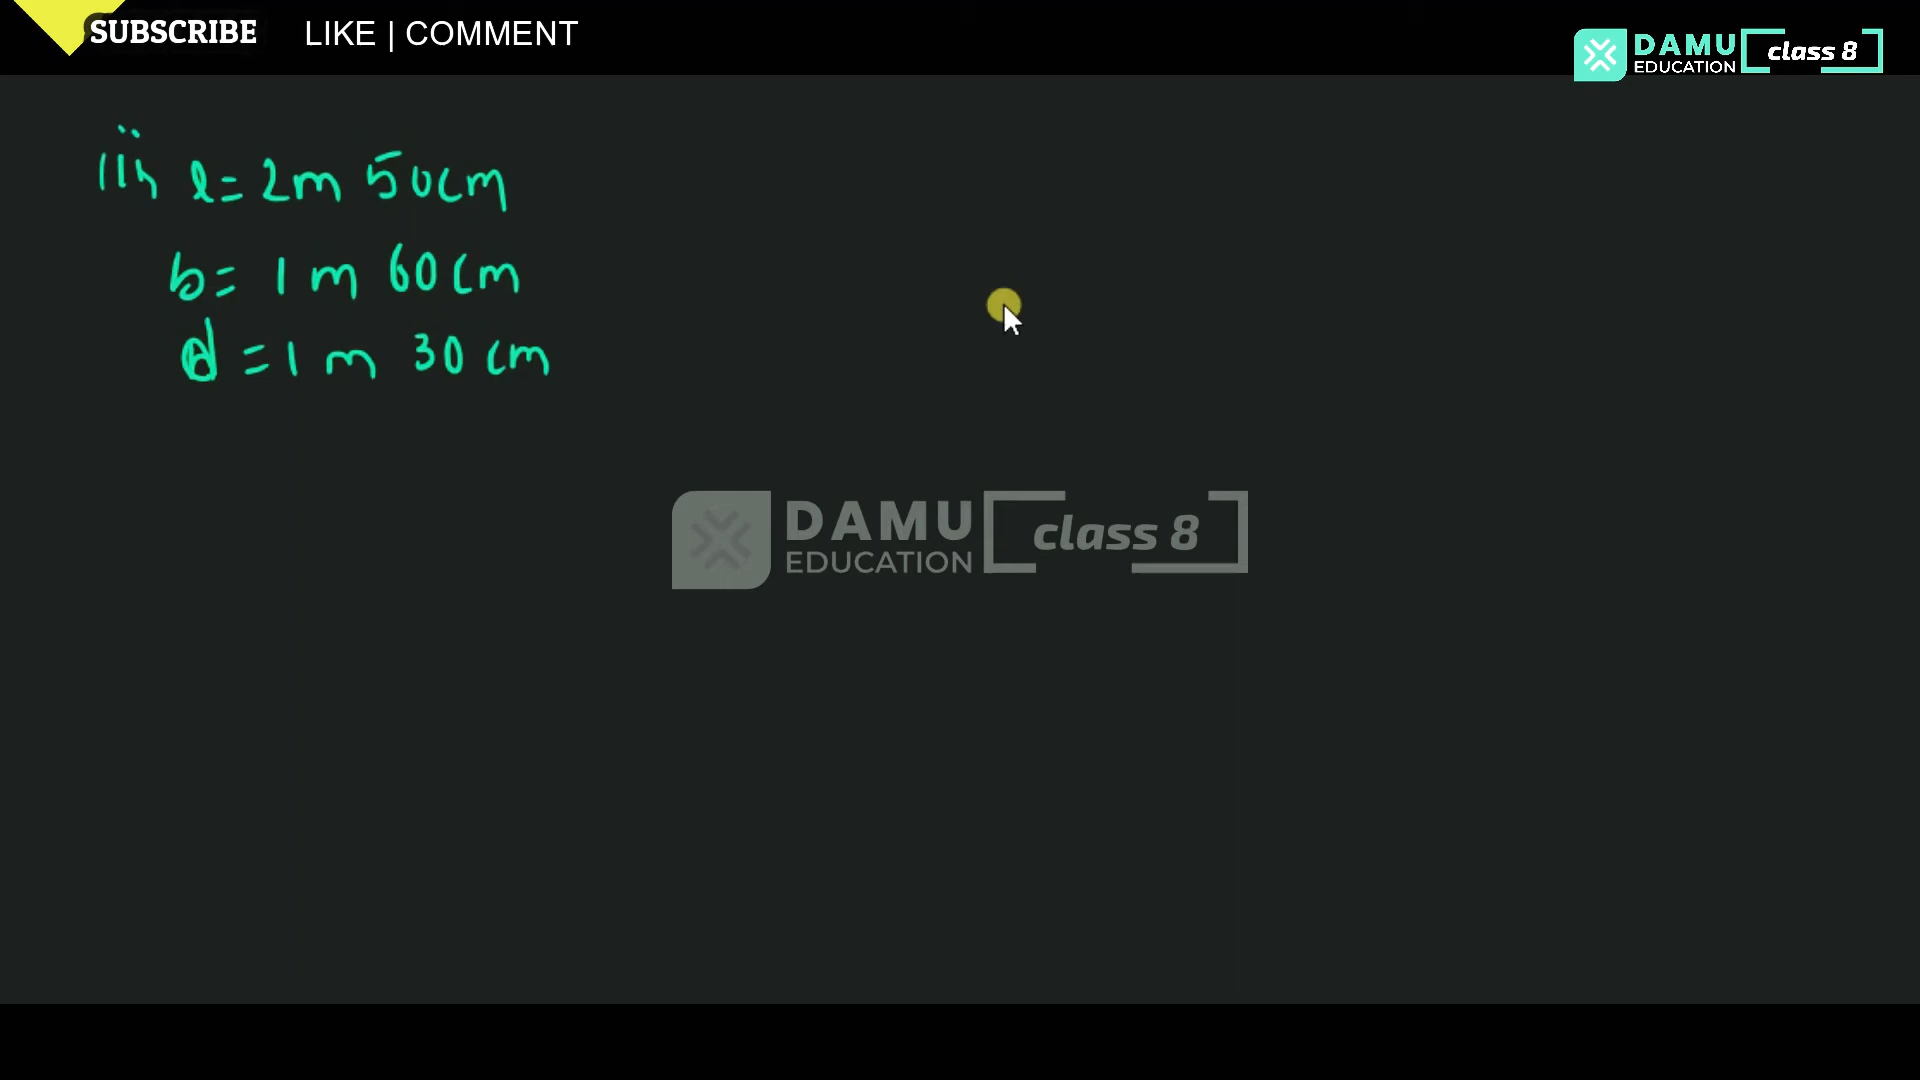 SUBSCRIBE LIKE | COMMENT
DAMU EDUCATION class 8
iii, l = 2m 50cm
b = 1 m 60 cm
d = 1 m 30 cm
DAMU EDUCATION class 8